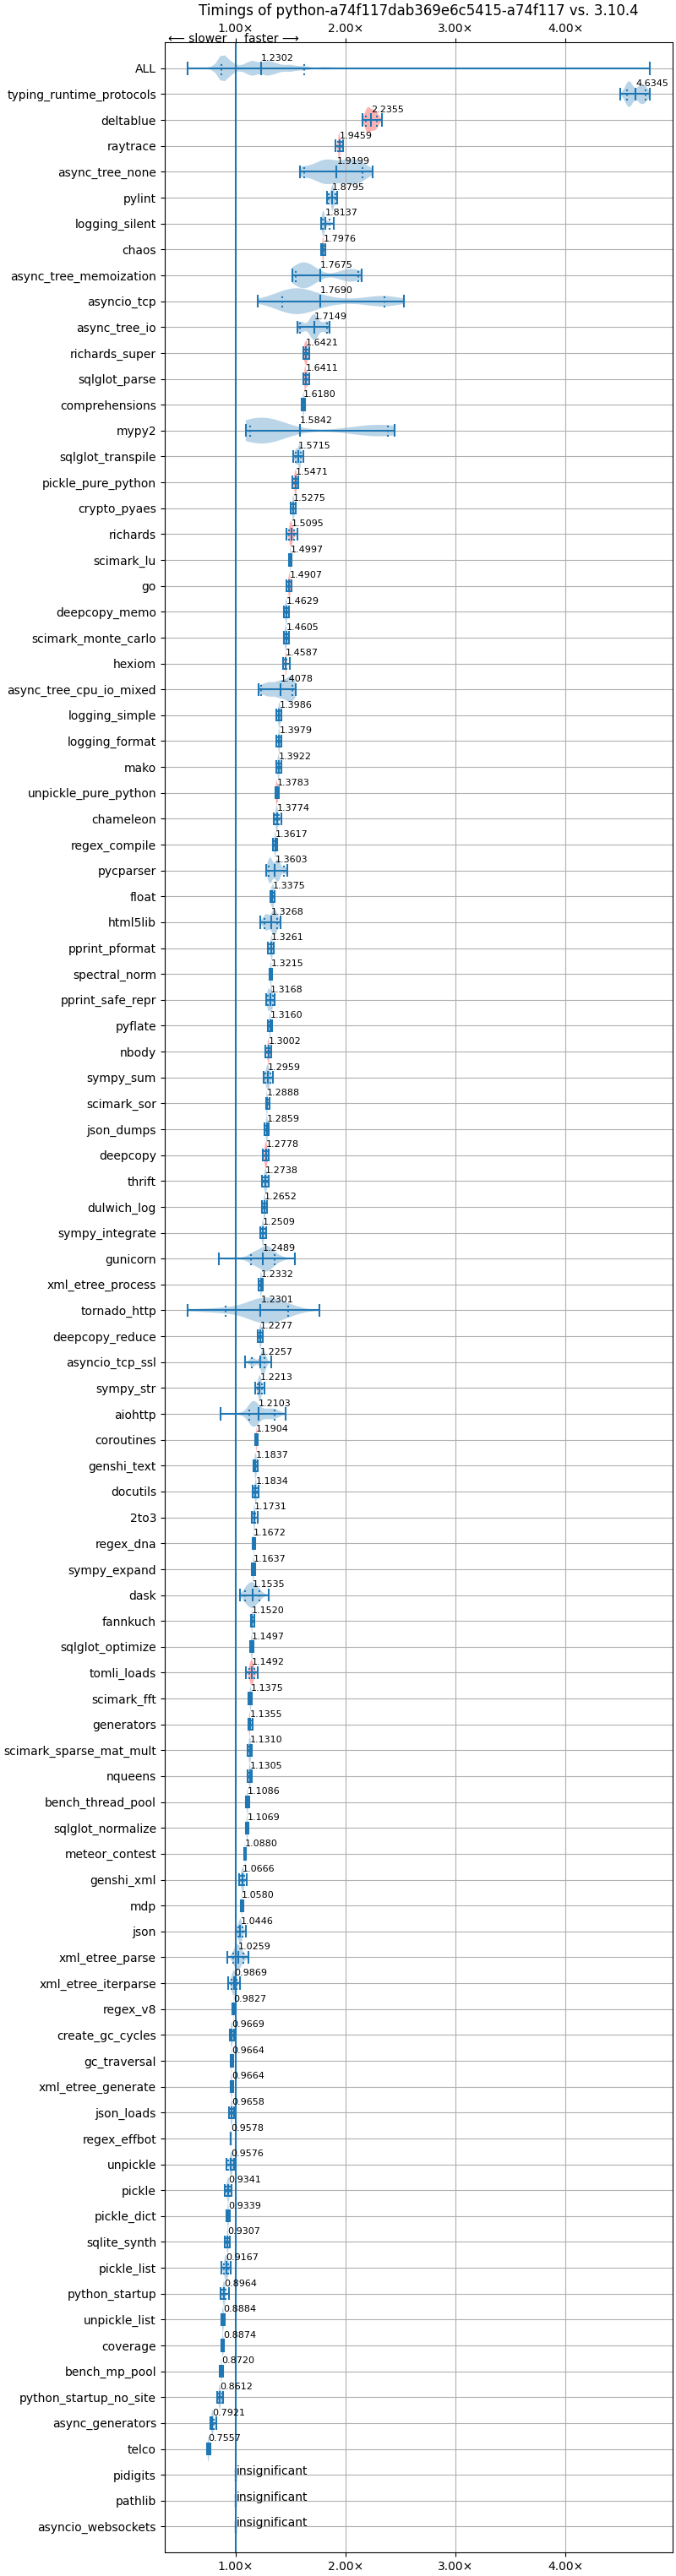 Timings of python-a74f117dab369e6c5415-a74f117 vs. 3.10.4
1.00× 2.00× 3.00× 4.00×
⟵ slower faster ⟶
ALL 1.2302
typing_runtime_protocols 4.6345
deltablue 2.2355
raytrace 1.9459
async_tree_none 1.9199
pylint 1.8795
logging_silent 1.8137
chaos 1.7976
async_tree_memoization 1.7675
asyncio_tcp 1.7690
async_tree_io 1.7149
richards_super 1.6421
sqlglot_parse 1.6411
comprehensions 1.6180
mypy2 1.5842
sqlglot_transpile 1.5715
pickle_pure_python 1.5471
crypto_pyaes 1.5275
richards 1.5095
scimark_lu 1.4997
go 1.4907
deepcopy_memo 1.4629
scimark_monte_carlo 1.4605
hexiom 1.4587
async_tree_cpu_io_mixed 1.4078
logging_simple 1.3986
logging_format 1.3979
mako 1.3922
unpickle_pure_python 1.3783
chameleon 1.3774
regex_compile 1.3617
pycparser 1.3603
float 1.3375
html5lib 1.3268
pprint_pformat 1.3261
spectral_norm 1.3215
pprint_safe_repr 1.3168
pyflate 1.3160
nbody 1.3002
sympy_sum 1.2959
scimark_sor 1.2888
json_dumps 1.2859
deepcopy 1.2778
thrift 1.2738
dulwich_log 1.2652
sympy_integrate 1.2509
gunicorn 1.2489
xml_etree_process 1.2332
tornado_http 1.2301
deepcopy_reduce 1.2277
asyncio_tcp_ssl 1.2257
sympy_str 1.2213
aiohttp 1.2103
coroutines 1.1904
genshi_text 1.1837
docutils 1.1834
2to3 1.1731
regex_dna 1.1672
sympy_expand 1.1637
dask 1.1535
fannkuch 1.1520
sqlglot_optimize 1.1497
tomli_loads 1.1492
scimark_fft 1.1375
generators 1.1355
scimark_sparse_mat_mult 1.1310
nqueens 1.1305
bench_thread_pool 1.1086
sqlglot_normalize 1.1069
meteor_contest 1.0880
genshi_xml 1.0666
mdp 1.0580
json 1.0446
xml_etree_parse 1.0259
xml_etree_iterparse 0.9869
regex_v8 0.9827
create_gc_cycles 0.9669
gc_traversal 0.9664
xml_etree_generate 0.9664
json_loads 0.9658
regex_effbot 0.9578
unpickle 0.9576
pickle 0.9341
pickle_dict 0.9339
sqlite_synth 0.9307
pickle_list 0.9167
python_startup 0.8964
unpickle_list 0.8884
coverage 0.8874
bench_mp_pool 0.8720
python_startup_no_site 0.8612
async_generators 0.7921
telco 0.7557
pidigits insignificant
pathlib insignificant
asyncio_websockets insignificant
1.00× 2.00× 3.00× 4.00×